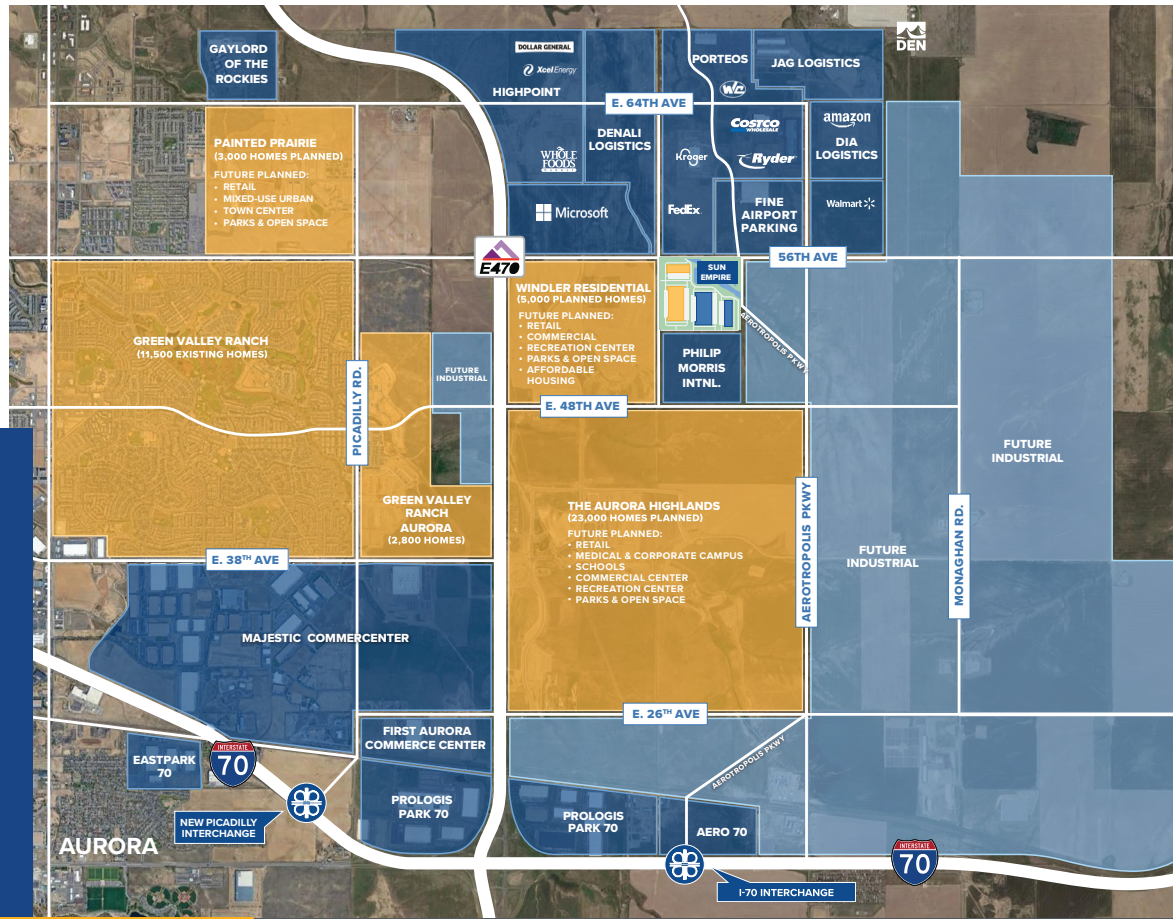 GAYLORD
OF THE
ROCKIES
DOLLAR GENERAL
Xcel Energy
HIGHPOINT
PORTEOS
WC
JAG LOGISTICS
DEN
E. 64TH AVE
PAINTED PRAIRIE
(3,000 HOMES PLANNED)
FUTURE PLANNED:
• RETAIL
• MIXED-USE URBAN
• TOWN CENTER
• PARKS & OPEN SPACE
WHOLE
FOODS
MARKET
DENALI
LOGISTICS
Kroger
COSTCO
WHOLESALE
Ryder
amazon
DIA
LOGISTICS
Microsoft
FedEx
FINE
AIRPORT
PARKING
Walmart
E470
56TH AVE
SUN
EMPIRE
WINDLER RESIDENTIAL
(5,000 PLANNED HOMES)
FUTURE PLANNED:
• RETAIL
• COMMERCIAL
• RECREATION CENTER
• PARKS & OPEN SPACE
• AFFORDABLE
HOUSING
AEROTROPOLIS PKWY
GREEN VALLEY RANCH
(11,500 EXISTING HOMES)
PICADILLY RD.
FUTURE
INDUSTRIAL
PHILIP
MORRIS
INTNL.
E. 48TH AVE
FUTURE
INDUSTRIAL
GREEN VALLEY
RANCH
AURORA
(2,800 HOMES)
THE AURORA HIGHLANDS
(23,000 HOMES PLANNED)
FUTURE PLANNED:
• RETAIL
• MEDICAL & CORPORATE CAMPUS
• SCHOOLS
• COMMERCIAL CENTER
• RECREATION CENTER
• PARKS & OPEN SPACE
AEROTROPOLIS PKWY
FUTURE
INDUSTRIAL
MONAGHAN RD.
E. 38TH AVE
MAJESTIC COMMERCENTER
E. 26TH AVE
FIRST AURORA
COMMERCE CENTER
EASTPARK
70
INTERSTATE
70
AEROTROPOLIS PKWY
PROLOGIS
PARK 70
PROLOGIS
PARK 70
AERO 70
NEW PICADILLY
INTERCHANGE
AURORA
INTERSTATE
70
I-70 INTERCHANGE